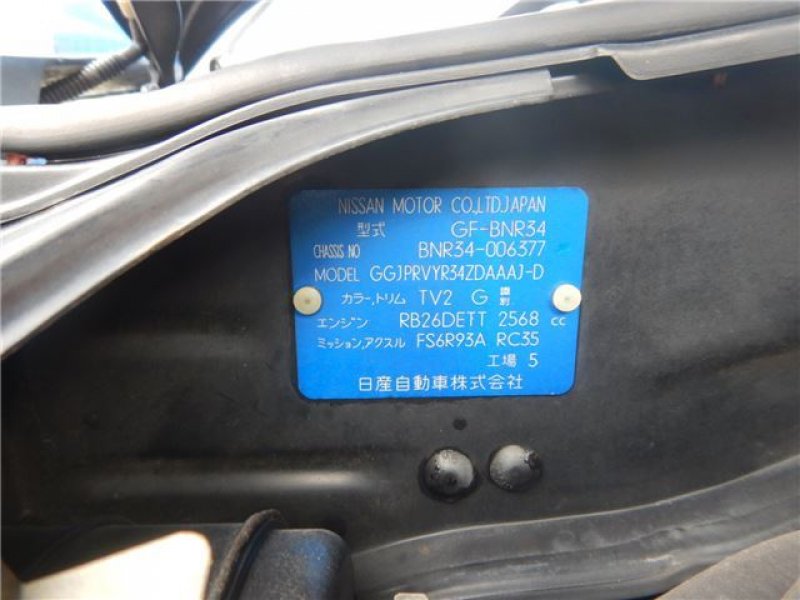 NISSAN MOTOR CO.,LTD.JAPAN
型式 GF-BNR34
CHASSIS NO BNR34-006377
MODEL GGJPRVYR34ZDAAAJ-D
カラー,トリム TV2 G 識別
エンジン RB26DETT 2568 cc
ミッション,アクスル FS6R93A RC35
工場 5
日産自動車株式会社